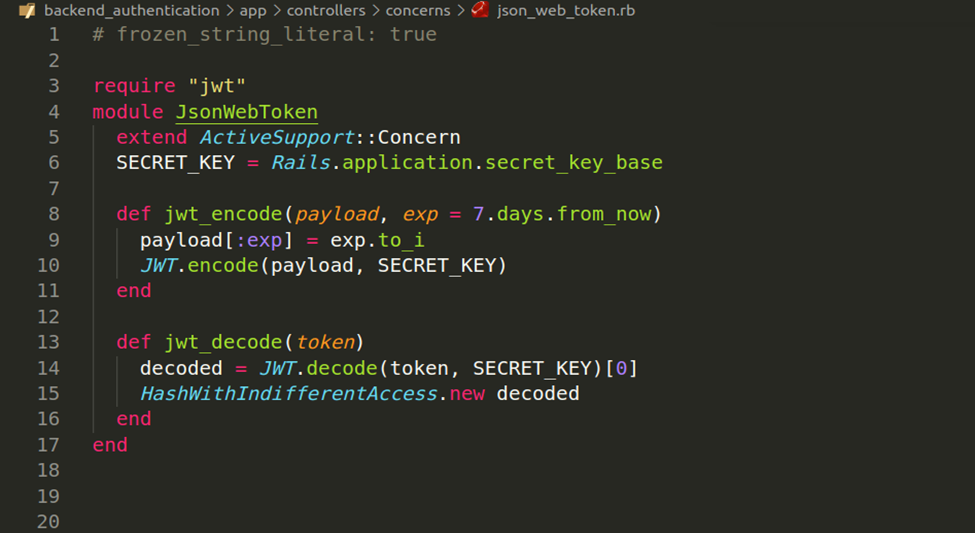 backend_authentication > app > controllers > concerns > json_web_token.rb
1 # frozen_string_literal: true
2
3 require "jwt"
4 module JsonWebToken
5   extend ActiveSupport::Concern
6   SECRET_KEY = Rails.application.secret_key_base
7
8   def jwt_encode(payload, exp = 7.days.from_now)
9     payload[:exp] = exp.to_i
10     JWT.encode(payload, SECRET_KEY)
11   end
12
13   def jwt_decode(token)
14     decoded = JWT.decode(token, SECRET_KEY)[0]
15     HashWithIndifferentAccess.new decoded
16   end
17 end
18
19
20